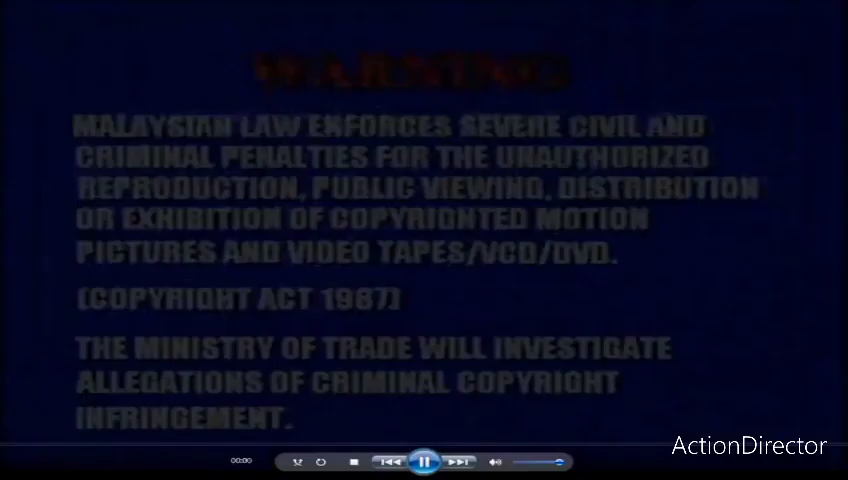 WARNING
MALAYSIAN LAW ENFORCES SEVERE CIVIL AND
CRIMINAL PENALTIES FOR THE UNAUTHORIZED
REPRODUCTION, PUBLIC VIEWING, DISTRIBUTION
OR EXHIBITION OF COPYRIGHTED MOTION
PICTURES AND VIDEO TAPES/VCD/DVD.
(COPYRIGHT ACT 1987)
THE MINISTRY OF TRADE WILL INVESTIGATE
ALLEGATIONS OF CRIMINAL COPYRIGHT
INFRINGEMENT.
00:00
ActionDirector